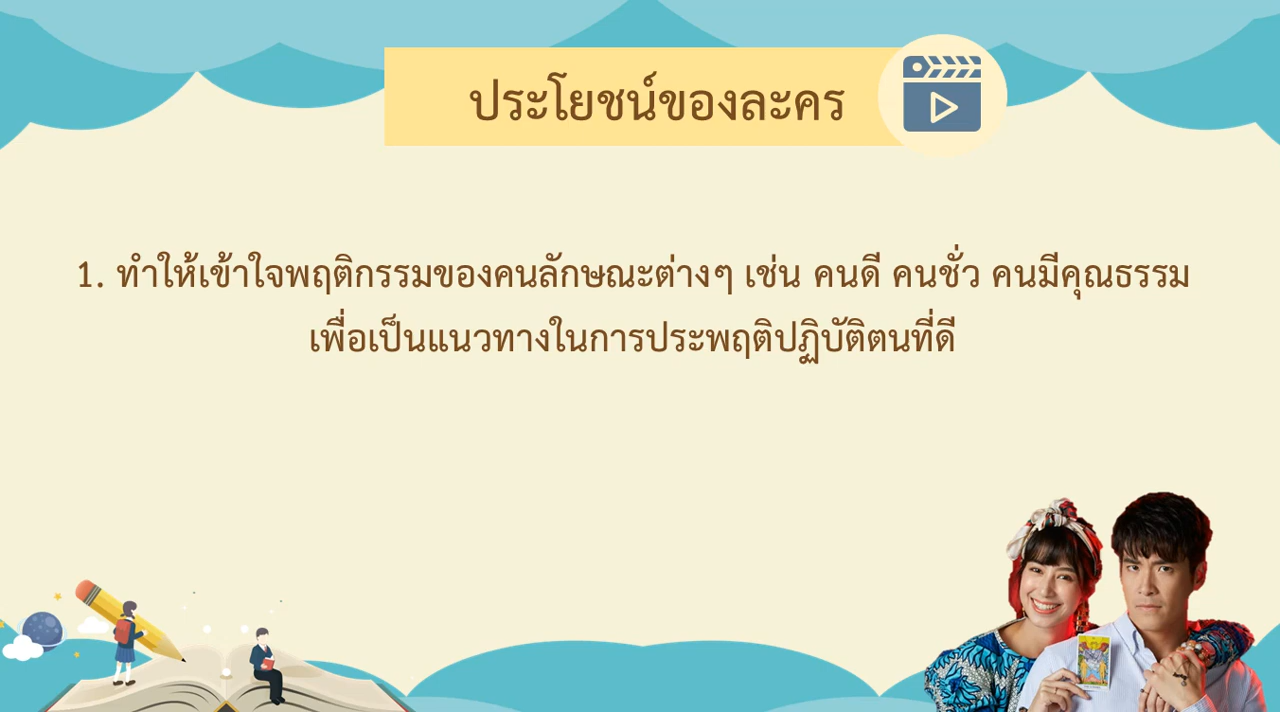 ประโยชน์ของละคร
1. ทำให้เข้าใจพฤติกรรมของคนลักษณะต่างๆ เช่น คนดี คนชั่ว คนมีคุณธรรม
เพื่อเป็นแนวทางในการประพฤติปฏิบัติตนที่ดี